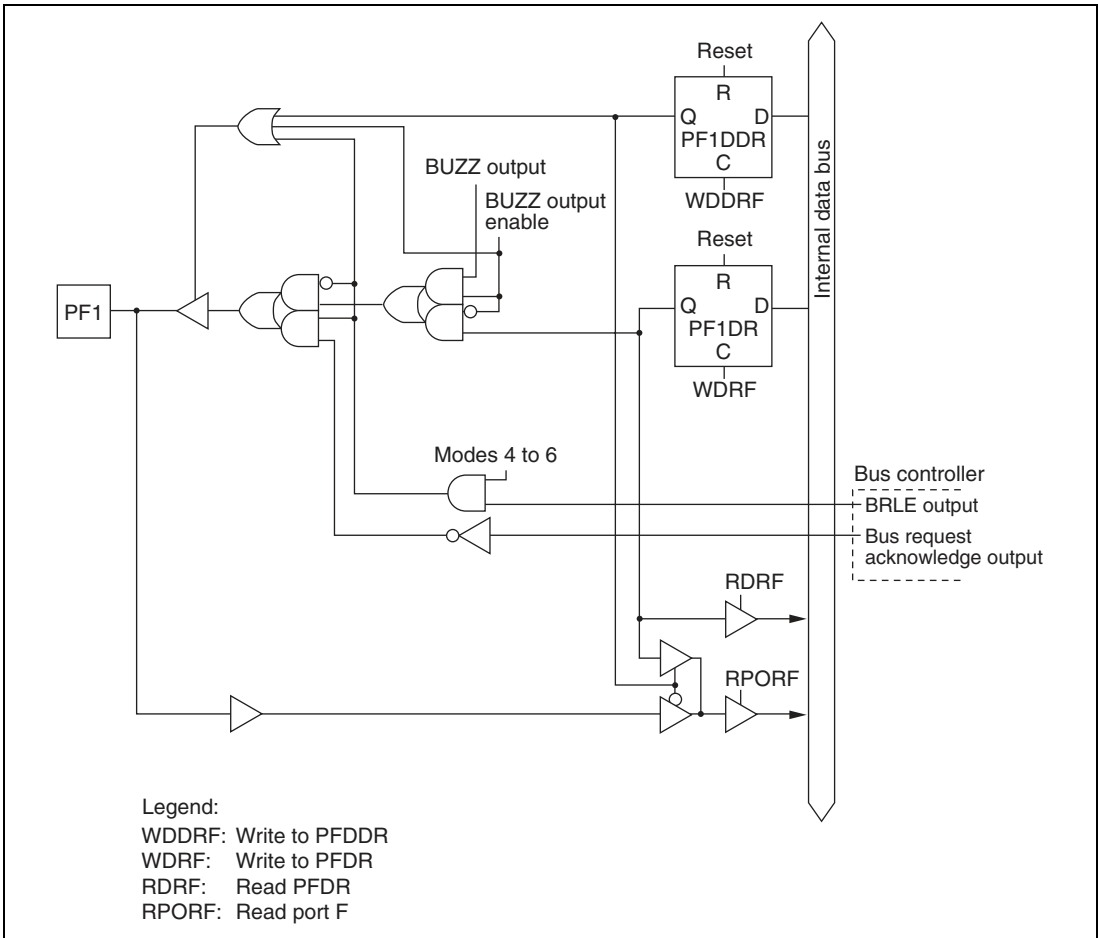 Reset
R
Q D
PF1DDR
C
WDDRF
Internal data bus
BUZZ output
BUZZ output
enable
Reset
R
Q D
PF1DR
C
WDRF
PF1
Modes 4 to 6
Bus controller
BRLE output
Bus request
acknowledge output
RDRF
RPORF
Legend:
WDDRF: Write to PFDDR
WDRF: Write to PFDR
RDRF: Read PFDR
RPORF: Read port F